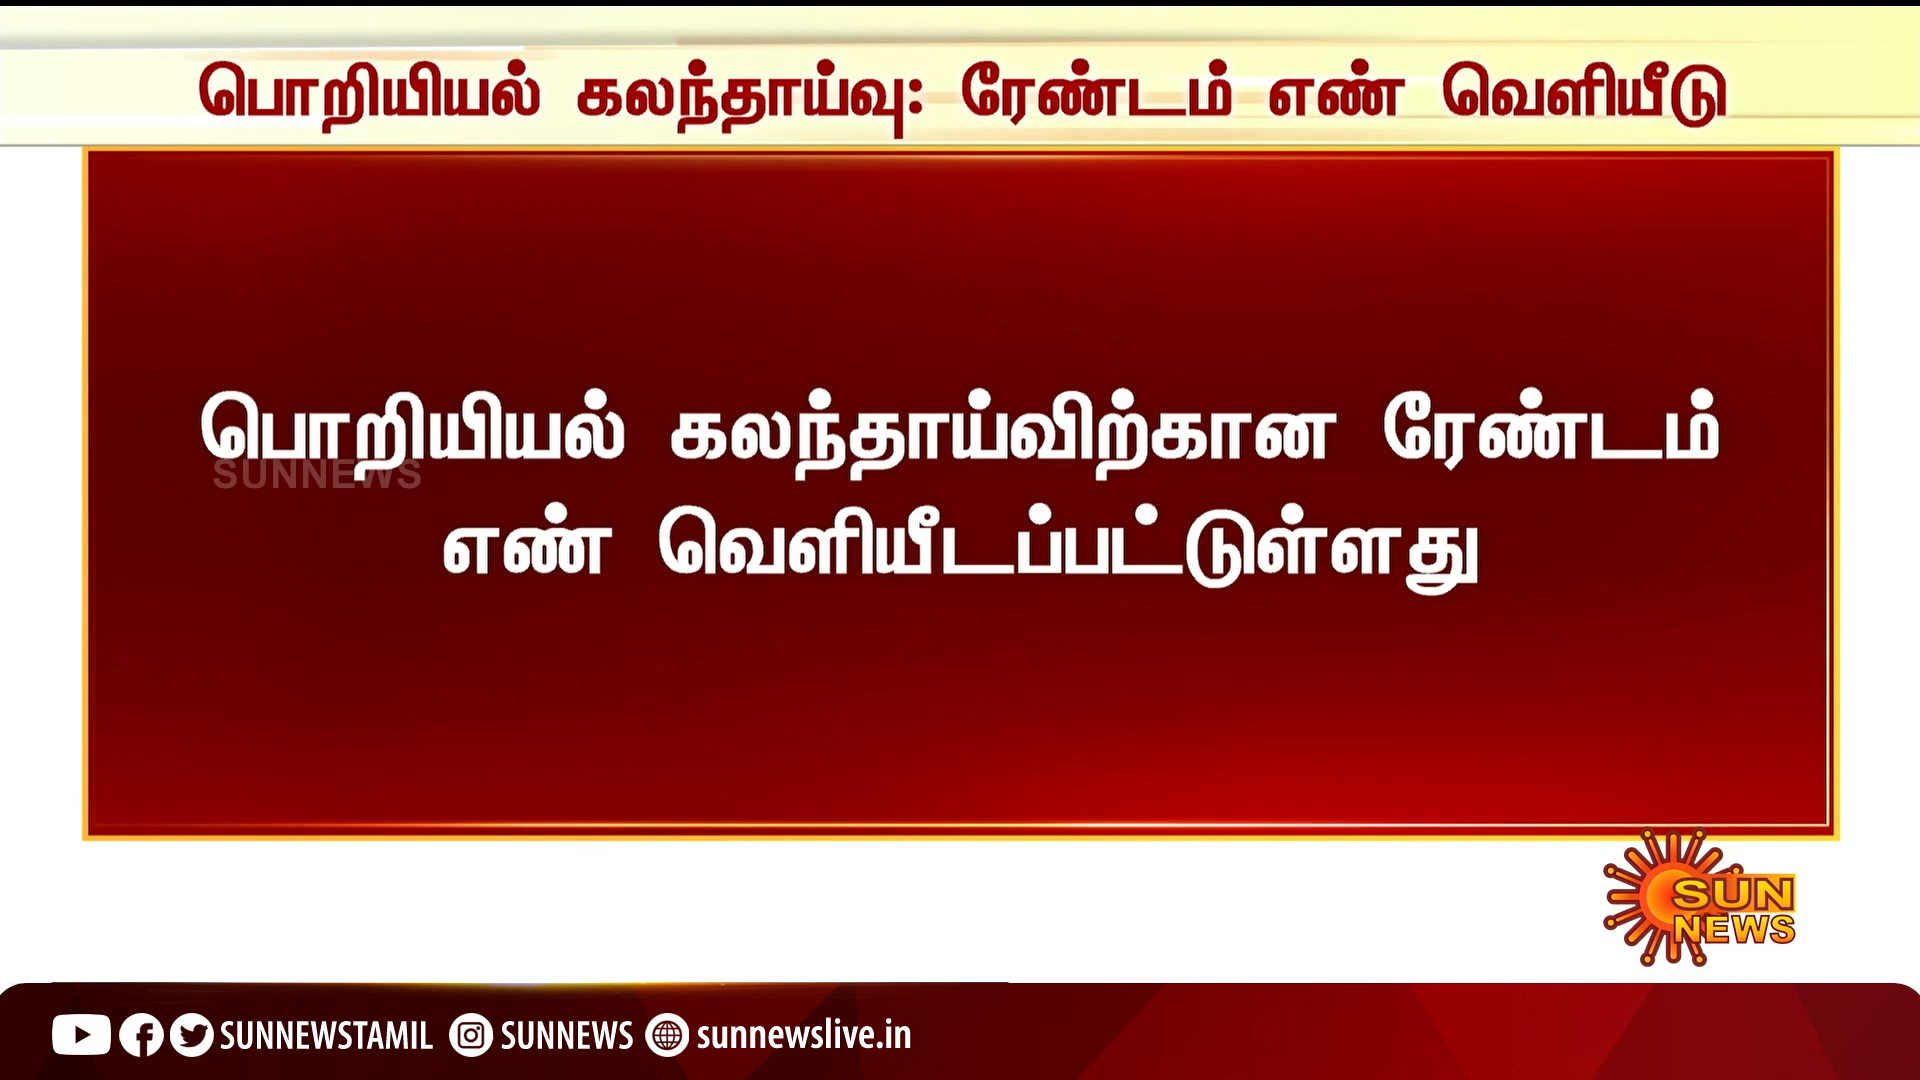 பொறியியல் கலந்தாய்வு: ரேண்டம் எண் வெளியீடு
பொறியியல் கலந்தாய்விற்கான ரேண்டம்
SUNNEWS
எண் வெளியீடப்பட்டுள்ளது
SUN
NEWS
SUNNEWSTAMIL SUNNEWS sunnewslive.in